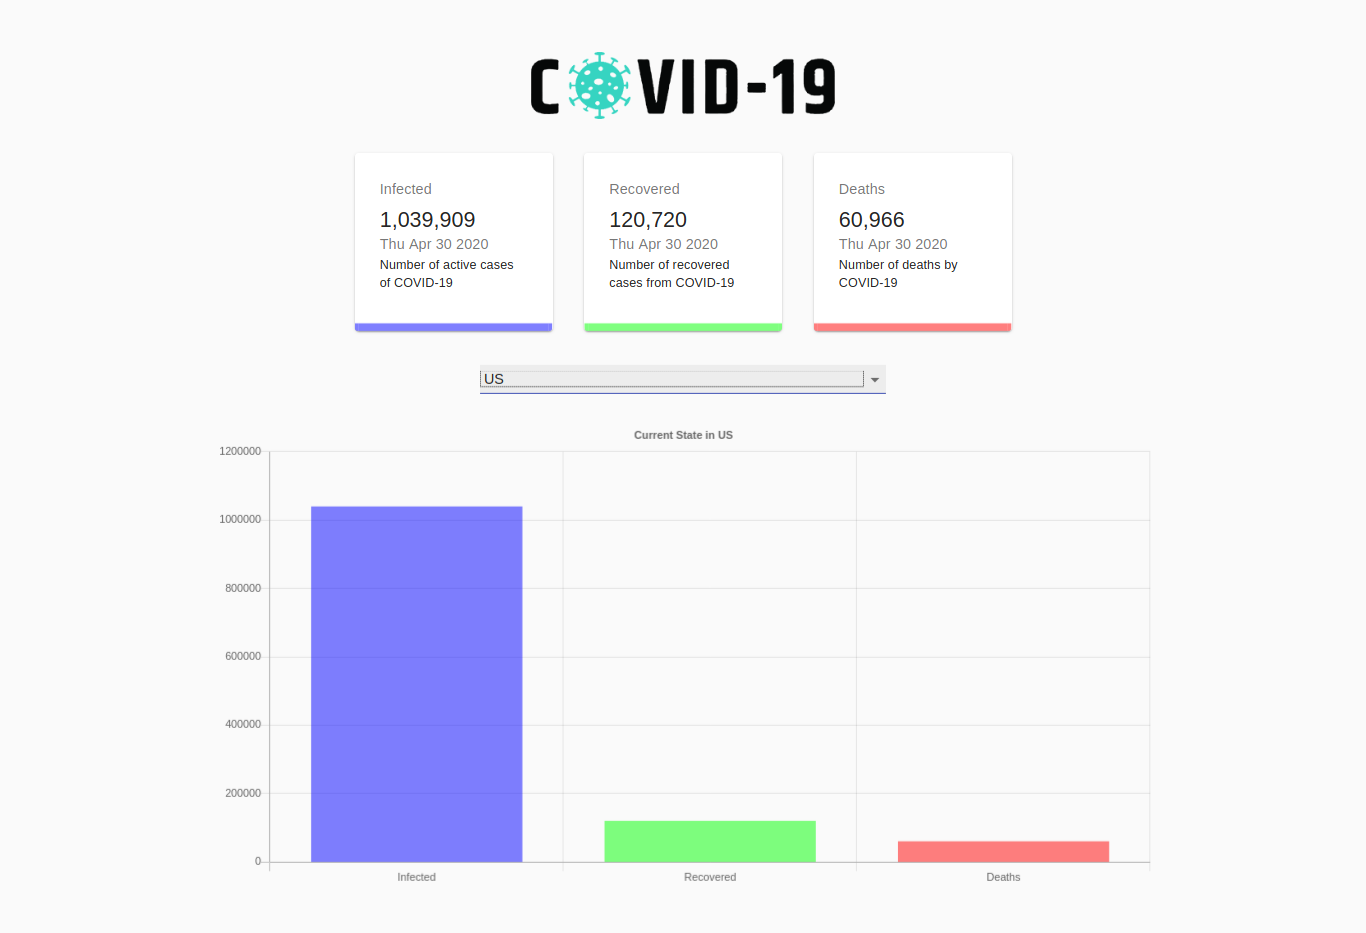 COVID-19
Infected
1,039,909
Thu Apr 30 2020
Number of active cases
of COVID-19
Recovered
120,720
Thu Apr 30 2020
Number of recovered
cases from COVID-19
Deaths
60,966
Thu Apr 30 2020
Number of deaths by
COVID-19
US
Current State in US
1200000
1000000
800000
600000
400000
200000
0
Infected
Recovered
Deaths